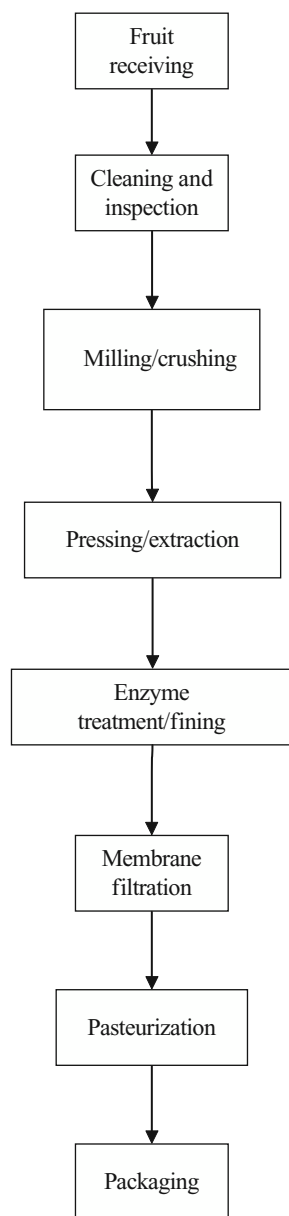 Fruit
receiving
Cleaning and
inspection
Milling/crushing
Pressing/extraction
Enzyme
treatment/fining
Membrane
filtration
Pasteurization
Packaging